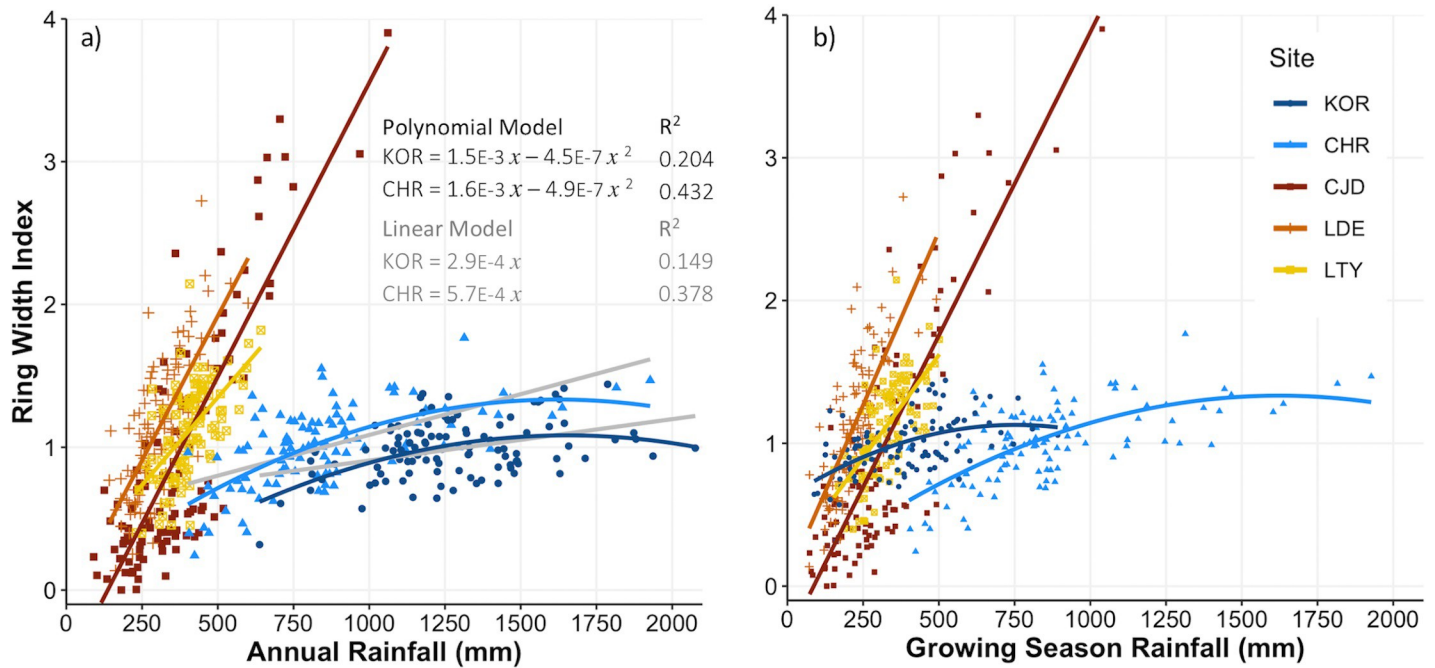 a)
4
3
2
1
0
Ring Width Index
Polynomial Model R²
KOR = 1.5E-3 x – 4.5E-7 x² 0.204
CHR = 1.6E-3 x – 4.9E-7 x² 0.432
Linear Model R²
KOR = 2.9E-4 x 0.149
CHR = 5.7E-4 x 0.378
0 250 500 750 1000 1250 1500 1750 2000
Annual Rainfall (mm)
b)
4
3
2
1
0
Site
KOR
CHR
CJD
LDE
LTY
0 250 500 750 1000 1250 1500 1750 2000
Growing Season Rainfall (mm)